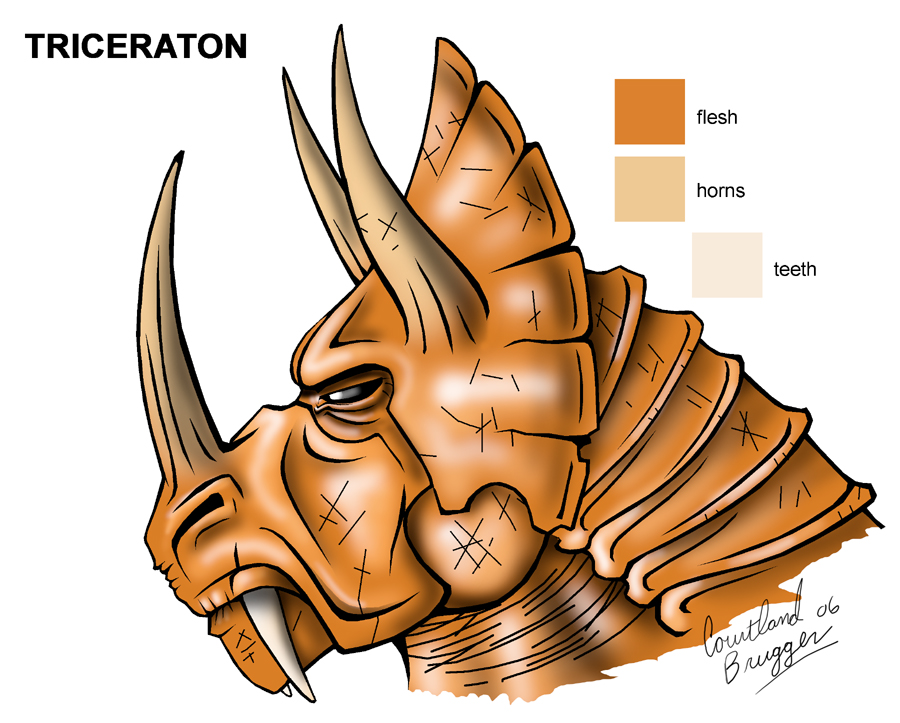 TRICERATON
flesh
horns
teeth
Courtland 06
Brugger